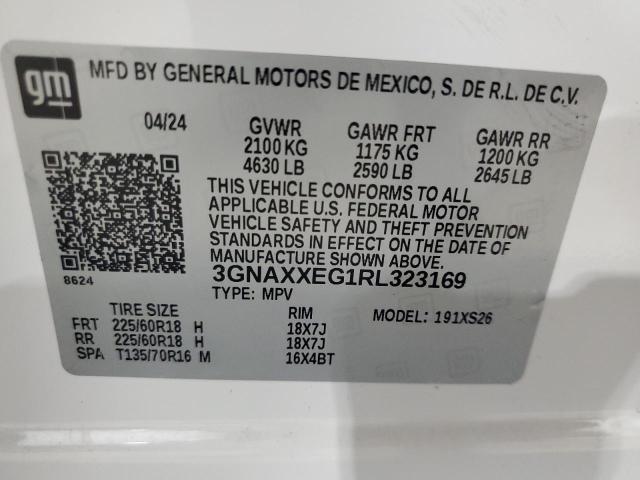 gm
MFD BY GENERAL MOTORS DE MEXICO, S. DE R.L. DE C.V.
04/24 GVWR GAWR FRT GAWR RR
2100 KG 1175 KG 1200 KG
4630 LB 2590 LB 2645 LB
THIS VEHICLE CONFORMS TO ALL
APPLICABLE U.S. FEDERAL MOTOR
VEHICLE SAFETY AND THEFT PREVENTION
STANDARDS IN EFFECT ON THE DATE OF
MANUFACTURE SHOWN ABOVE.
3GNAXXEG1RL323169
8624
TYPE: MPV
TIRE SIZE RIM MODEL: 191XS26
FRT 225/60R18 H 18X7J
RR 225/60R18 H 18X7J
SPA T135/70R16 M 16X4BT